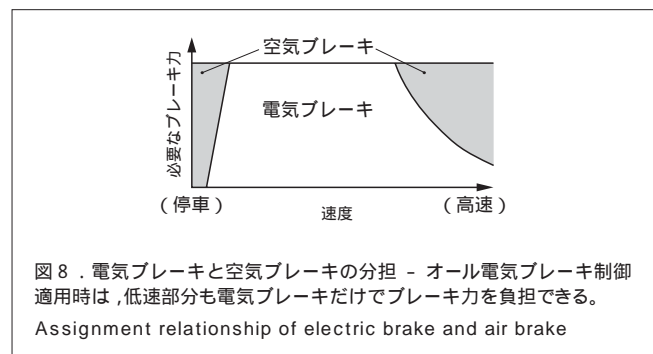 空気ブレーキ
電気ブレーキ
必要なブレーキ力
(停車)
速度
(高速)
図8．電気ブレーキと空気ブレーキの分担 － オール電気ブレーキ制御
適用時は，低速部分も電気ブレーキだけでブレーキ力を負担できる。
Assignment relationship of electric brake and air brake